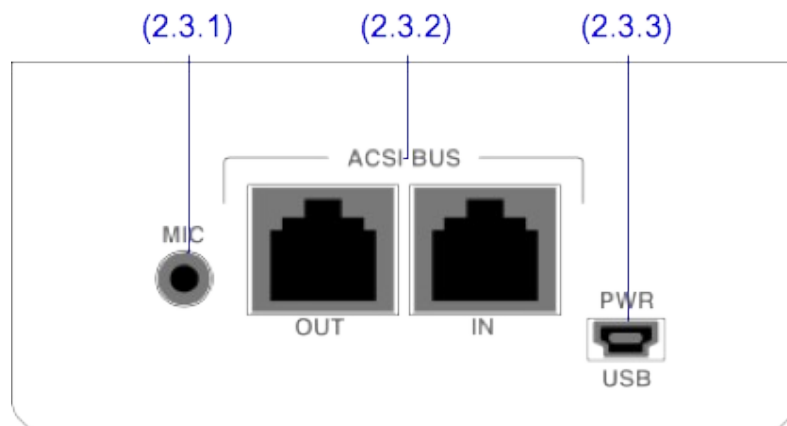 (2.3.1) (2.3.2) (2.3.3)
ACSI-BUS
MIC
OUT IN
PWR
USB